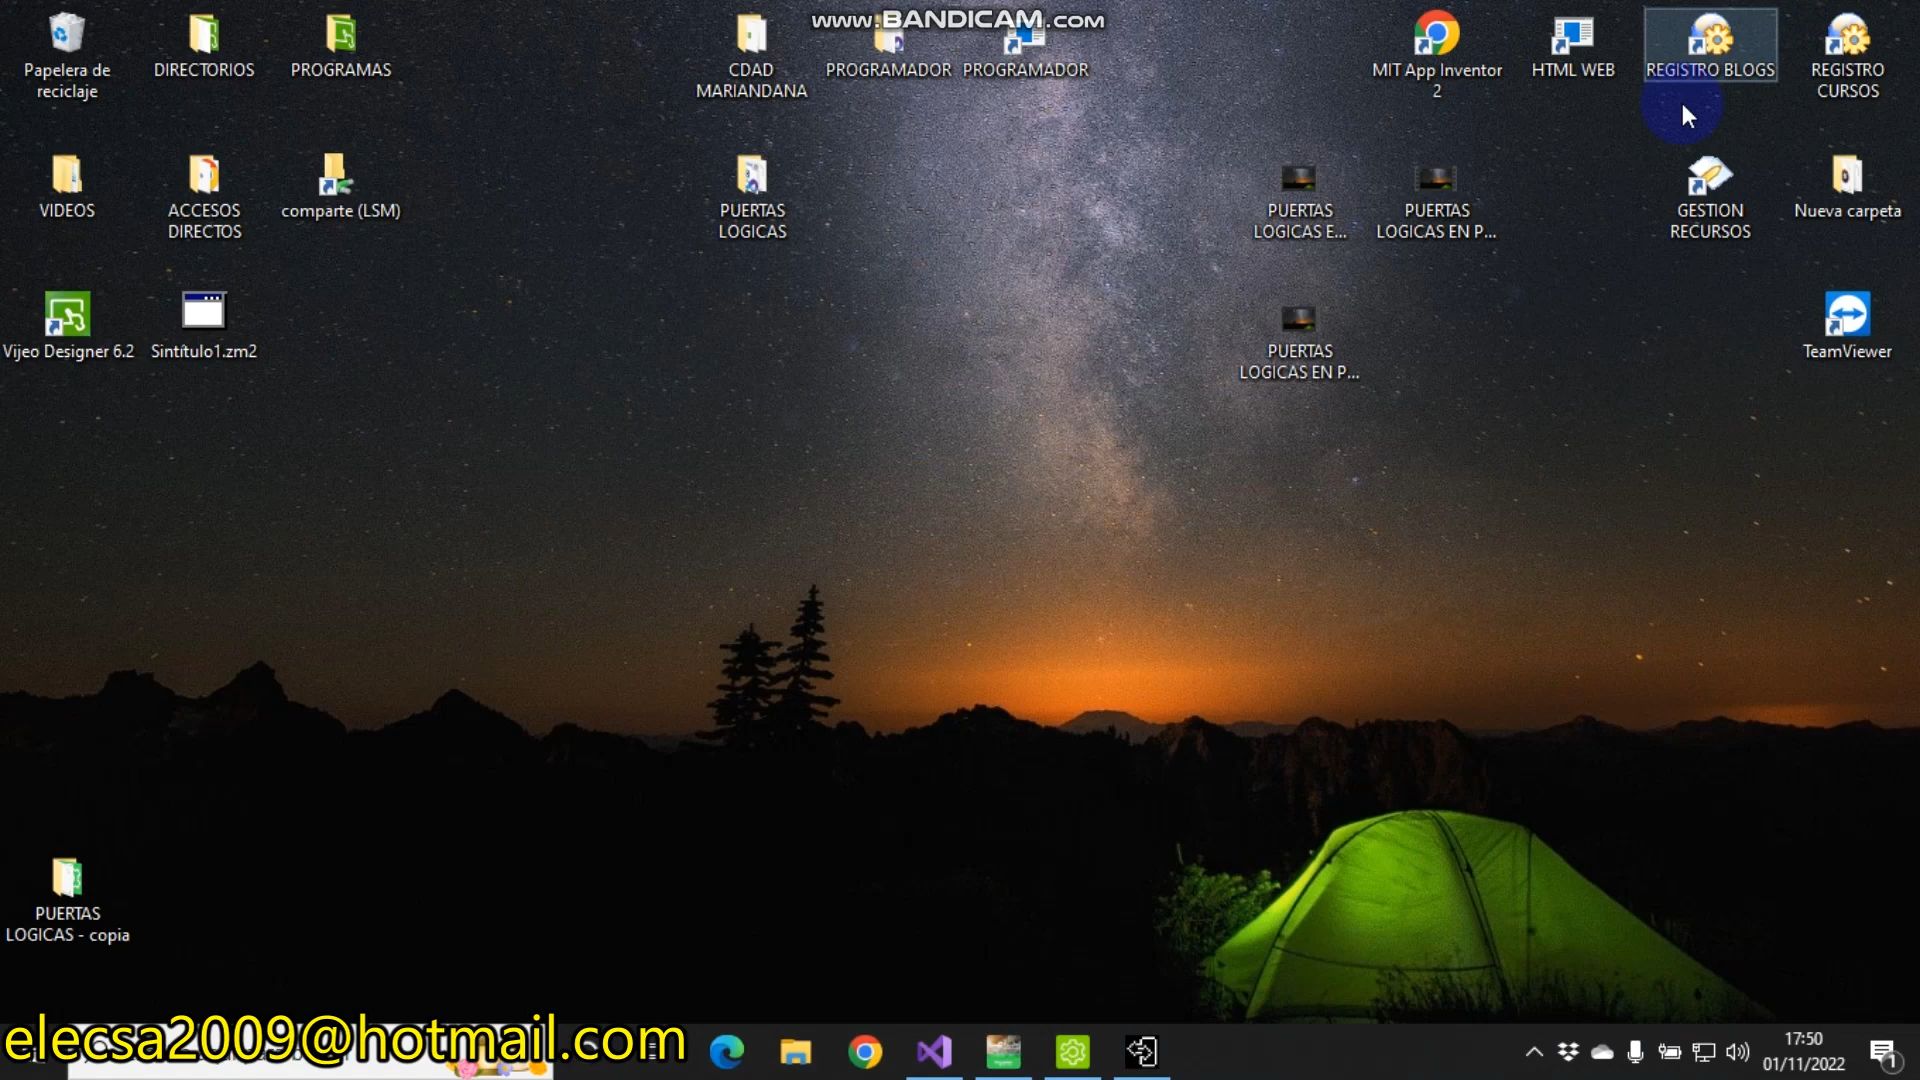 www.BANDICAM.com
Papelera de
reciclaje
DIRECTORIOS
PROGRAMAS
CDAD
MARIANDANA
PROGRAMADOR
PROGRAMADOR
MIT App Inventor
2
HTML WEB
REGISTRO BLOGS
REGISTRO
CURSOS
VIDEOS
ACCESOS
DIRECTOS
comparte (LSM)
PUERTAS
LOGICAS
PUERTAS
LOGICAS E...
PUERTAS
LOGICAS EN P...
GESTION
RECURSOS
Nueva carpeta
Vijeo Designer 6.2
Sintítulo1.zm2
PUERTAS
LOGICAS EN P...
TeamViewer
PUERTAS
LOGICAS - copia
elecsa2009@hotmail.com
17:50
01/11/2022
1